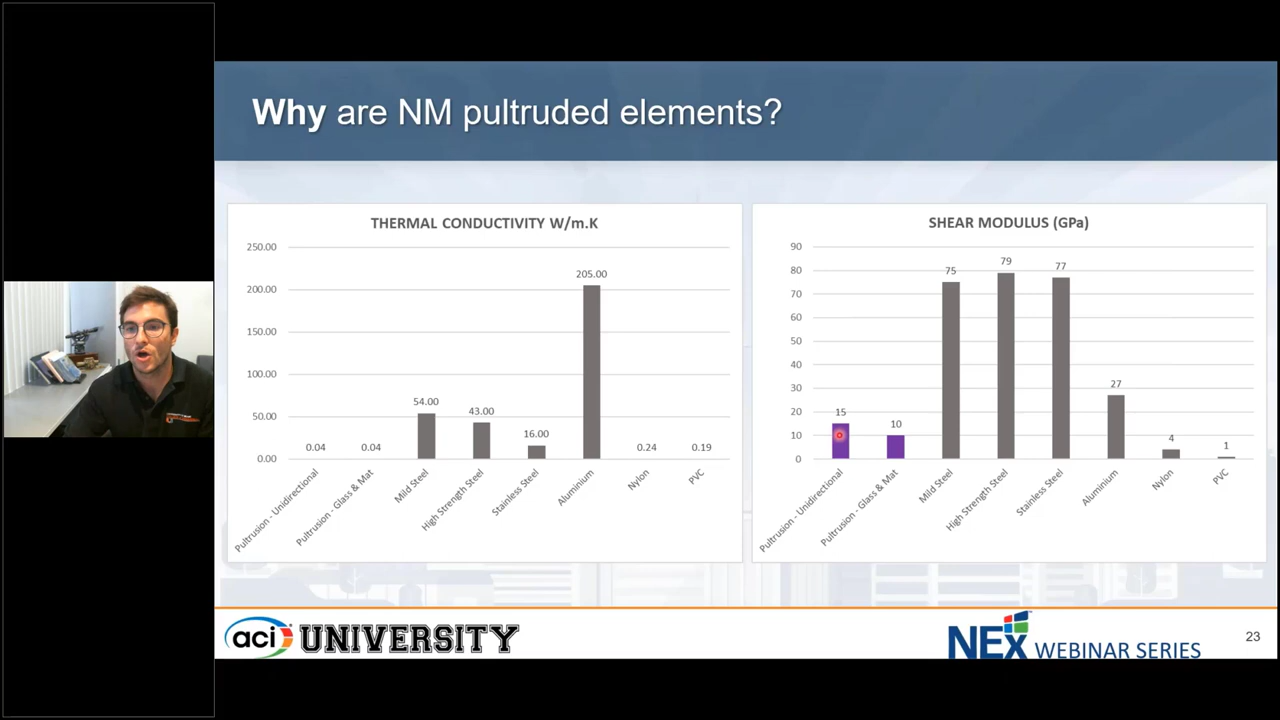 Why are NM pultruded elements?
THERMAL CONDUCTIVITY W/m.K
250.00
200.00
150.00
100.00
50.00
0.00
0.04
0.04
54.00
43.00
16.00
205.00
0.24
0.19
Pultrusion - Unidirectional
Pultrusion - Glass & Mat
Mild Steel
High Strength Steel
Stainless Steel
Aluminium
Nylon
PVC
SHEAR MODULUS (GPa)
90
80
70
60
50
40
30
20
10
0
15
10
75
79
77
27
4
1
Pultrusion - Unidirectional
Pultrusion - Glass & Mat
Mild Steel
High Strength Steel
Stainless Steel
Aluminium
Nylon
PVC
aci UNIVERSITY
NEX WEBINAR SERIES
23